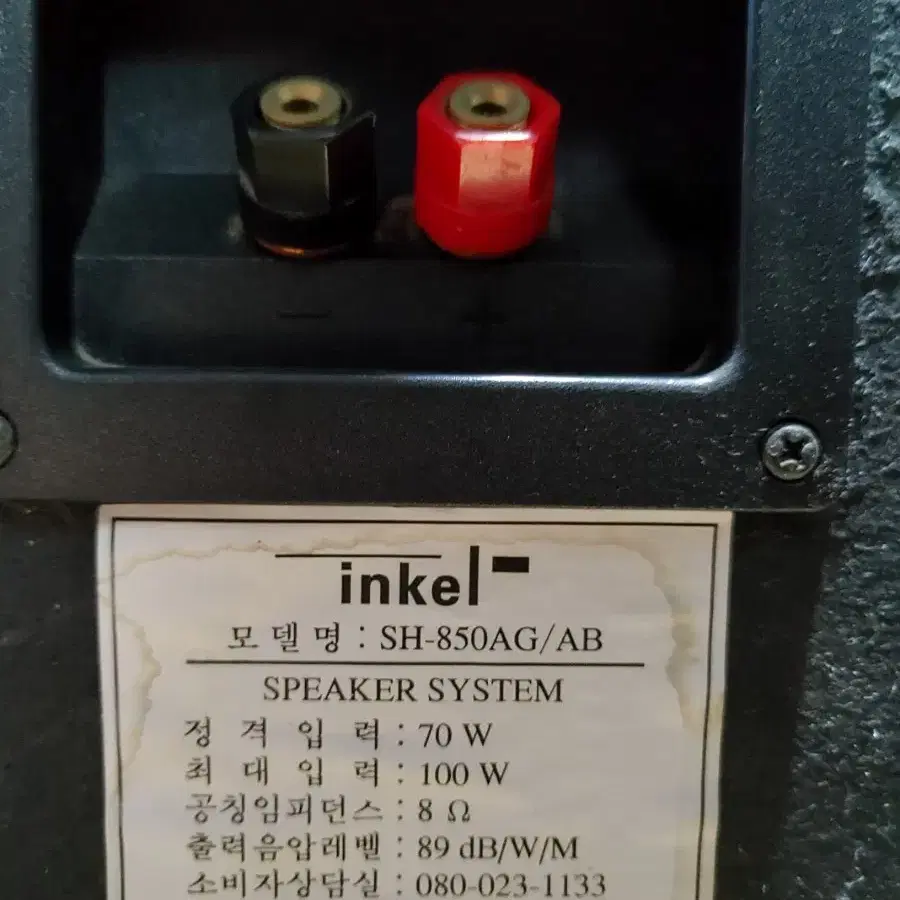 − +
inkel
모델명 : SH-850AG/AB
SPEAKER SYSTEM
정 격 입 력 : 70 W
최 대 입 력 : 100 W
공칭임피던스 : 8 Ω
출력음압레벨 : 89 dB/W/M
소비자상담실 : 080-023-1133